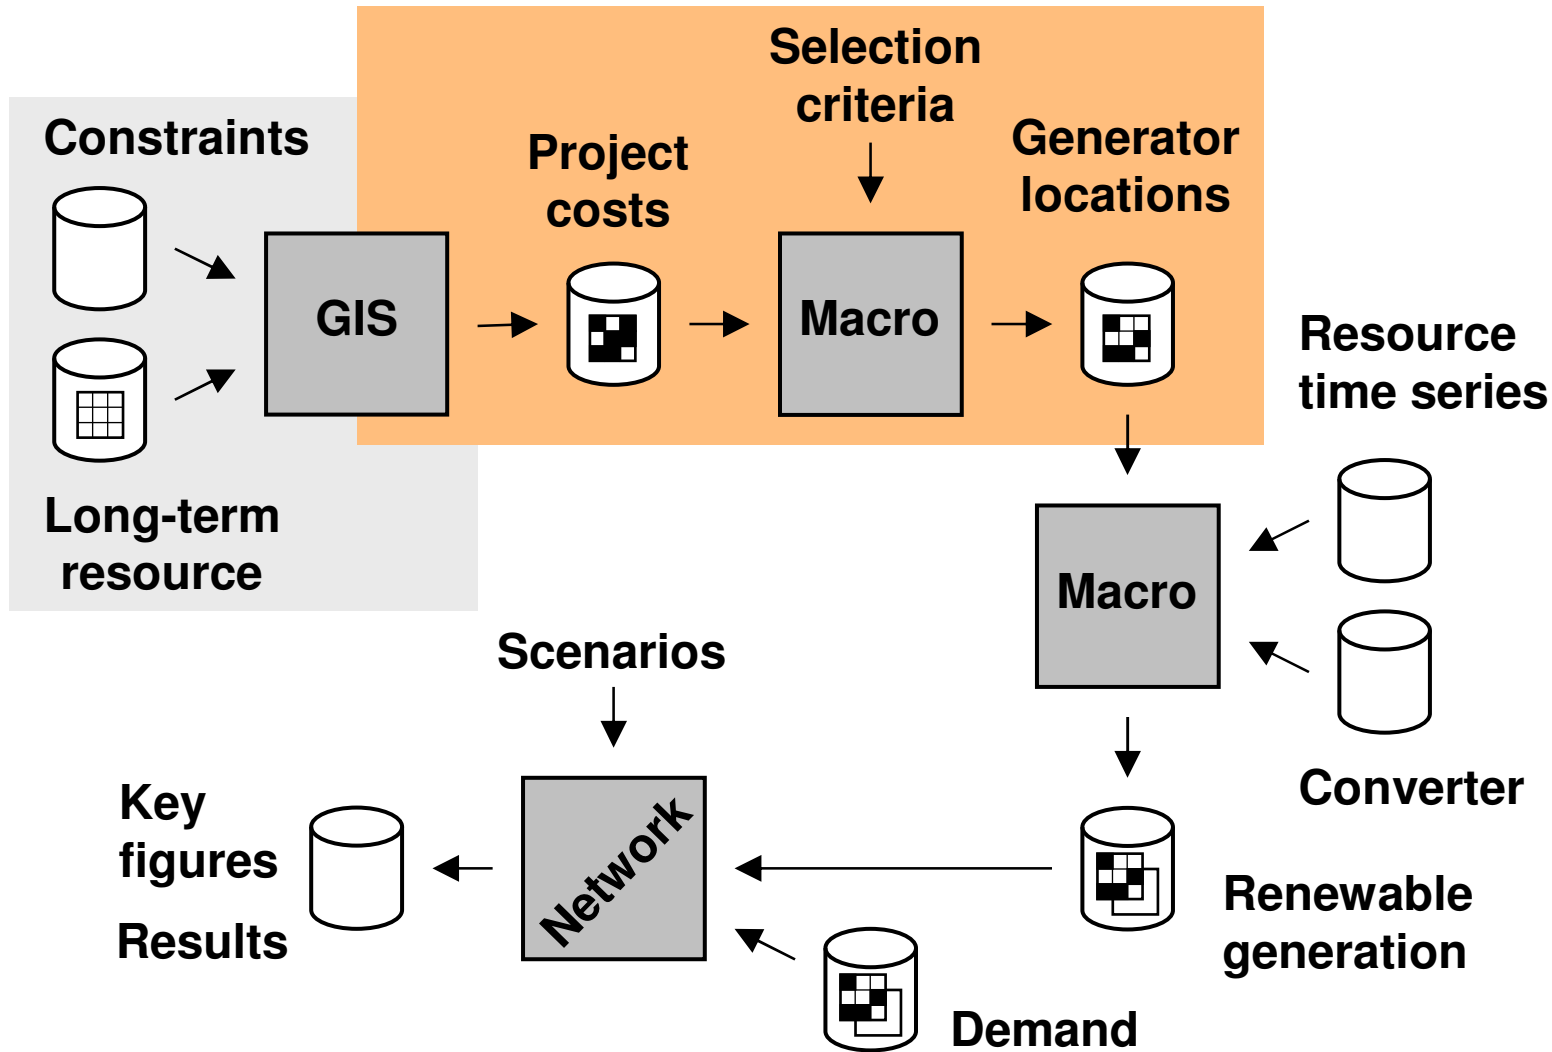 Selection
criteria
Constraints
Project
costs
Generator
locations
GIS
Macro
Resource
time series
Long-term
resource
Macro
Scenarios
Converter
Key
figures
Results
Network
Renewable
generation
Demand